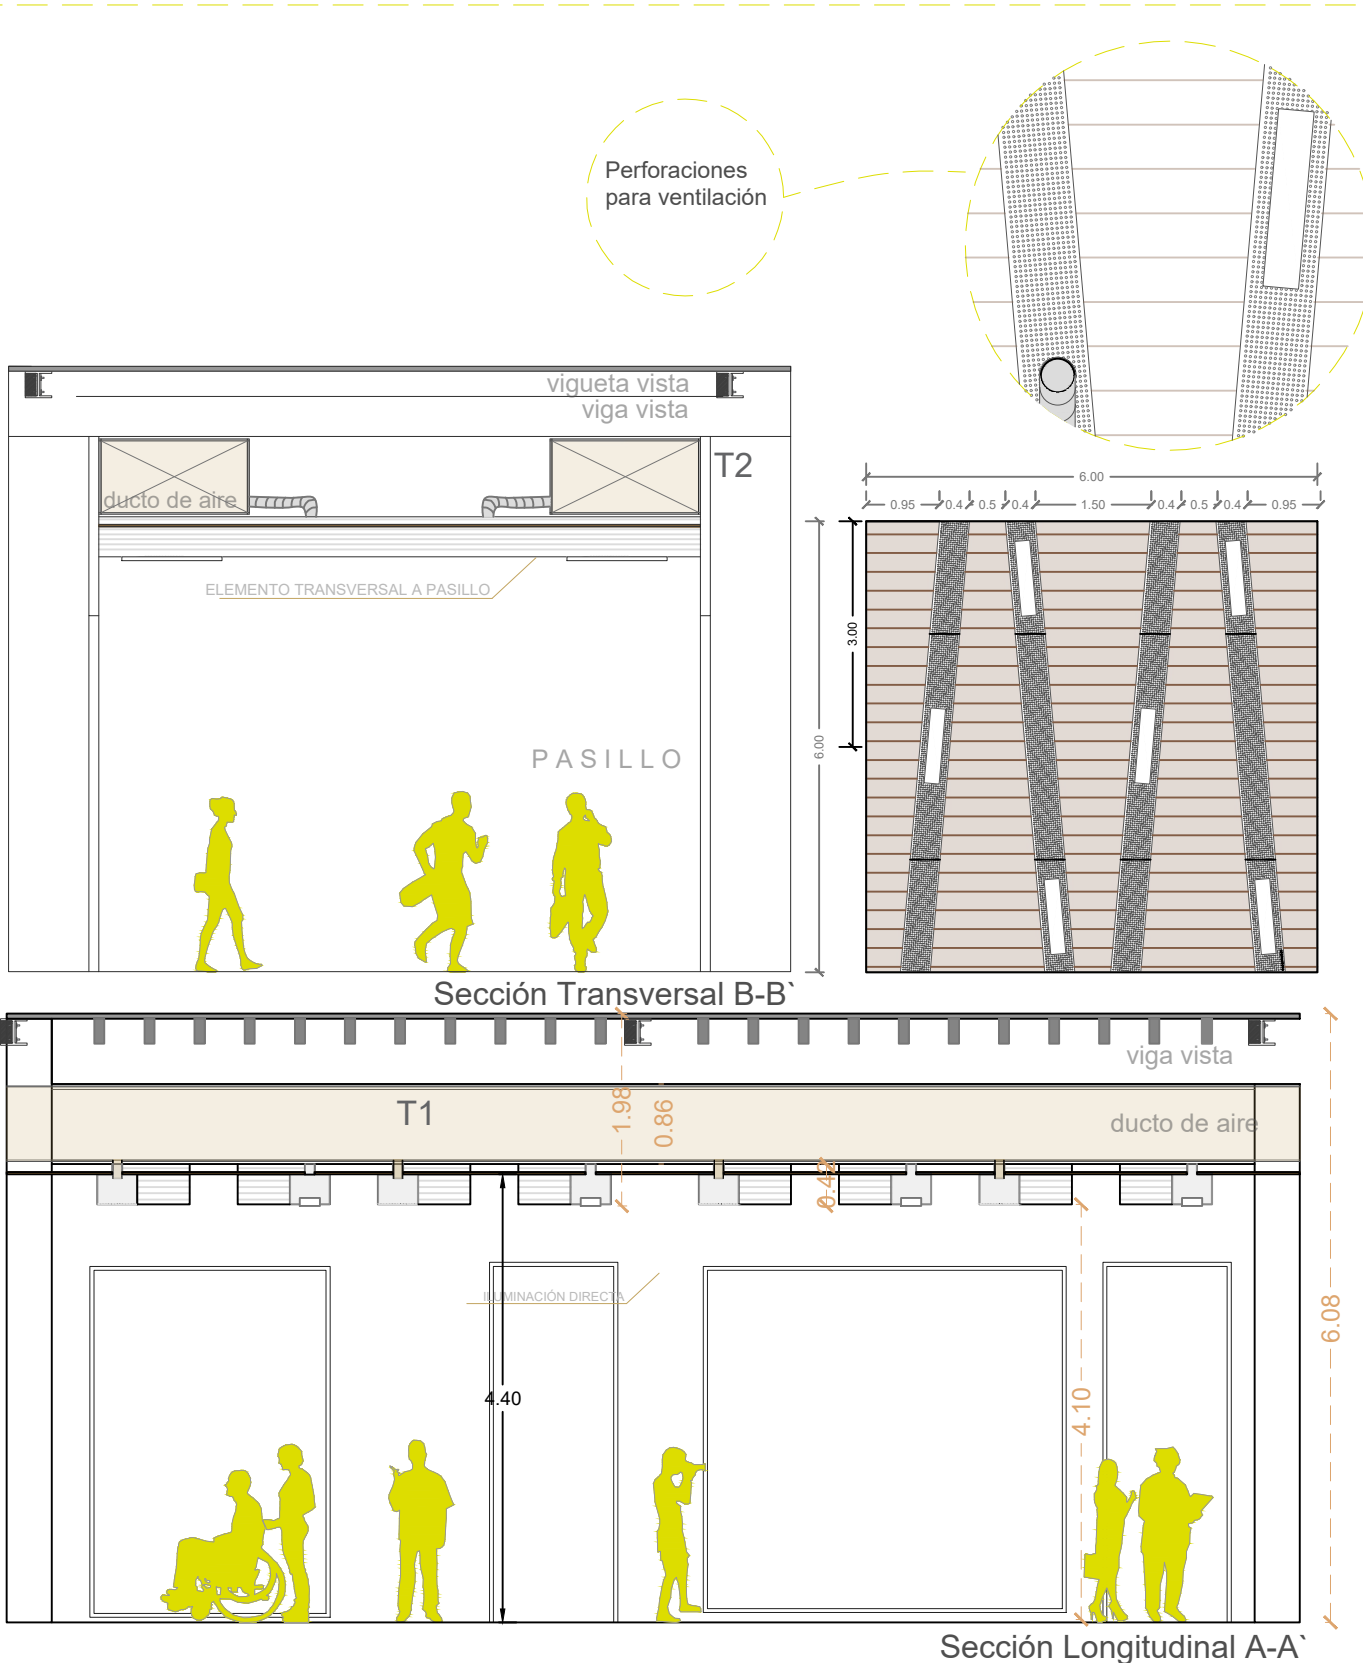 Perforaciones
para ventilación
vigueta vista
viga vista
T2
ducto de aire
ELEMENTO TRANSVERSAL A PASILLO
PASILLO
6.00
0.95 0.4 0.5 0.4 1.50 0.4 0.5 0.4 0.95
3.00
6.00
Sección Transversal B-B`
viga vista
T1
1.98
0.86
ducto de aire
0.42
ILUMINACIÓN DIRECTA
4.40
4.10
6.08
Sección Longitudinal A-A`